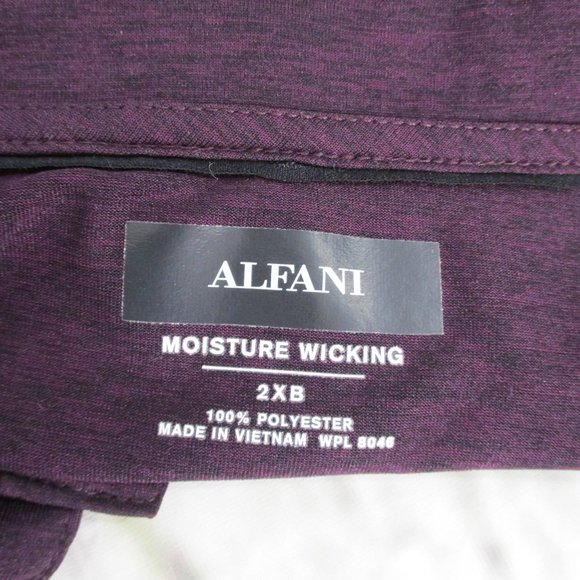 ALFANI
MOISTURE WICKING
2XB
100% POLYESTER
MADE IN VIETNAM WPL 8046